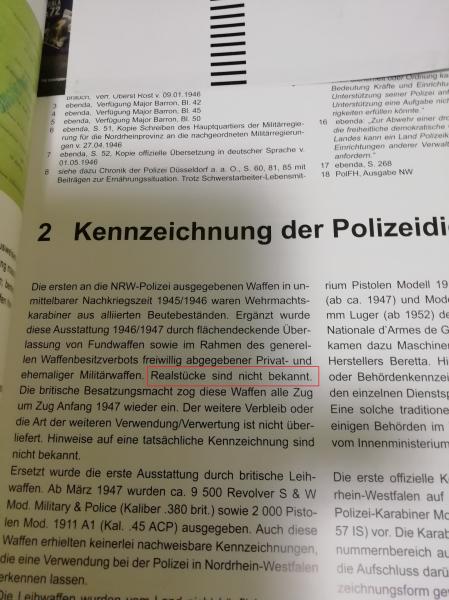 brauch, Verf. Oberst Rost v. 09.01.1946
3 ebenda, Verfügung Major Barron, Bl. 42
4 ebenda, Verfügung Major Barron, Bl. 45
5 ebenda, Verfügung Major Barron, Bl. 50
6 ebenda, S. 51, Kopie Schreiben des Hauptquartiers der Militärregie-
rung für die Nordrheinprovinz an die nachgeordneten Militärregierun-
gen v. 27.04.1946
7 ebenda, S. 52, Kopie offizielle Übersetzung in deutscher Sprache v.
01.05.1946
8 siehe dazu Chronik der Polizei Düsseldorf a. a. O., S. 60, 81, 85 mit
Beiträgen zur Ernährungssituation. Trotz Schwerstarbeiter-Lebensmit-
Bedeutung Kräfte und Einrichtu
Unterstützung seiner Polizei anf
Unterstützung eine Aufgabe nich
rigkeiten erfüllen könnte."
16 ebenda: „Zur Abwehr einer dro
die freiheitliche demokratische
Landes kann ein Land Polizeik
Einrichtungen anderer Verwalt
anfordern."
17 ebenda, S. 268
18 PolFH, Ausgabe NW
2 Kennzeichnung der Polizeidi
Die ersten an die NRW-Polizei ausgegebenen Waffen in un-
mittelbarer Nachkriegszeit 1945/1946 waren Wehrmachts-
karabiner aus alliierten Beutebeständen. Ergänzt wurde
diese Ausstattung 1946/1947 durch flächendeckende Über-
lassung von Fundwaffen sowie im Rahmen des generel-
len Waffenbesitzverbots freiwillig abgegebener Privat- und
ehemaliger Militärwaffen. Realstücke sind nicht bekannt.
Die britische Besatzungsmacht zog diese Waffen alle Zug
um Zug Anfang 1947 wieder ein. Der weitere Verbleib oder
die Art der weiteren Verwendung/Verwertung ist nicht über-
liefert. Hinweise auf eine tatsächliche Kennzeichnung sind
nicht bekannt.
Ersetzt wurde die erste Ausstattung durch britische Leih-
waffen. Ab März 1947 wurden ca. 9 500 Revolver S & W
Mod. Military & Police (Kaliber .380 brit.) sowie 2 000 Pisto-
len Mod. 1911 A1 (Kal. .45 ACP) ausgegeben. Auch diese
Waffen erhielten keinerlei nachweisbare Kennzeichnungen,
die eine Verwendung bei der Polizei in Nordrhein-Westfalen
erkennen lassen.
Die Leihwaffen wurden vom Land
rium Pistolen Modell 19
(ab ca. 1947) und Mode
mm Luger (ab 1952) de
Nationale d'Armes de G
kamen dazu Maschinen
Herstellers Beretta. Hi
oder Behördenkennzei
den einzelnen Dienstsp
Eine solche traditione
einigen Behörden im
vom Innenministerium
Die erste offizielle K
rhein-Westfalen auf
Polizei-Karabiner Mo
57 IS) vor. Die Karab
nummernbereich au
die Aufschluss darü
zeichnungsform gev